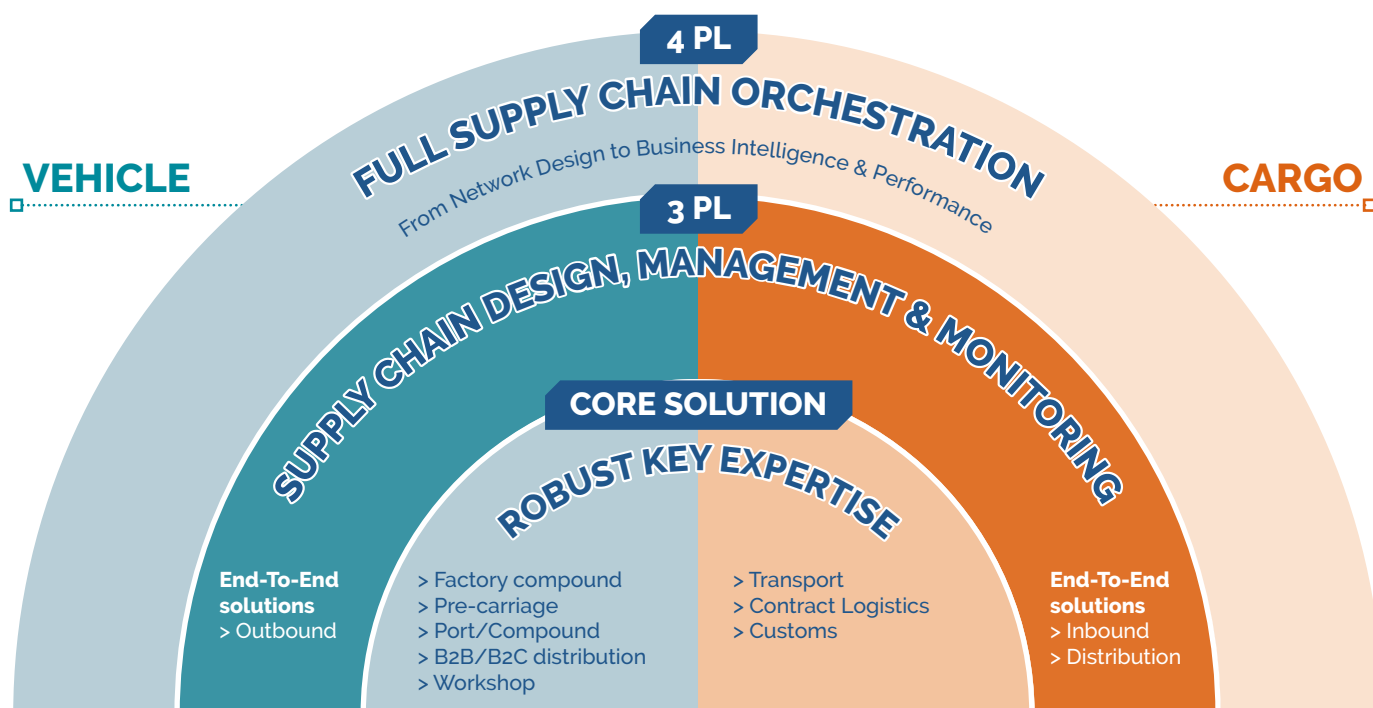 4 PL
FULL SUPPLY CHAIN ORCHESTRATION
From Network Design to Business Intelligence & Performance
VEHICLE
CARGO
3 PL
SUPPLY CHAIN DESIGN, MANAGEMENT & MONITORING
CORE SOLUTION
ROBUST KEY EXPERTISE
End-To-End
solutions
> Outbound
> Factory compound
> Pre-carriage
> Port/Compound
> B2B/B2C distribution
> Workshop
> Transport
> Contract Logistics
> Customs
End-To-End
solutions
> Inbound
> Distribution